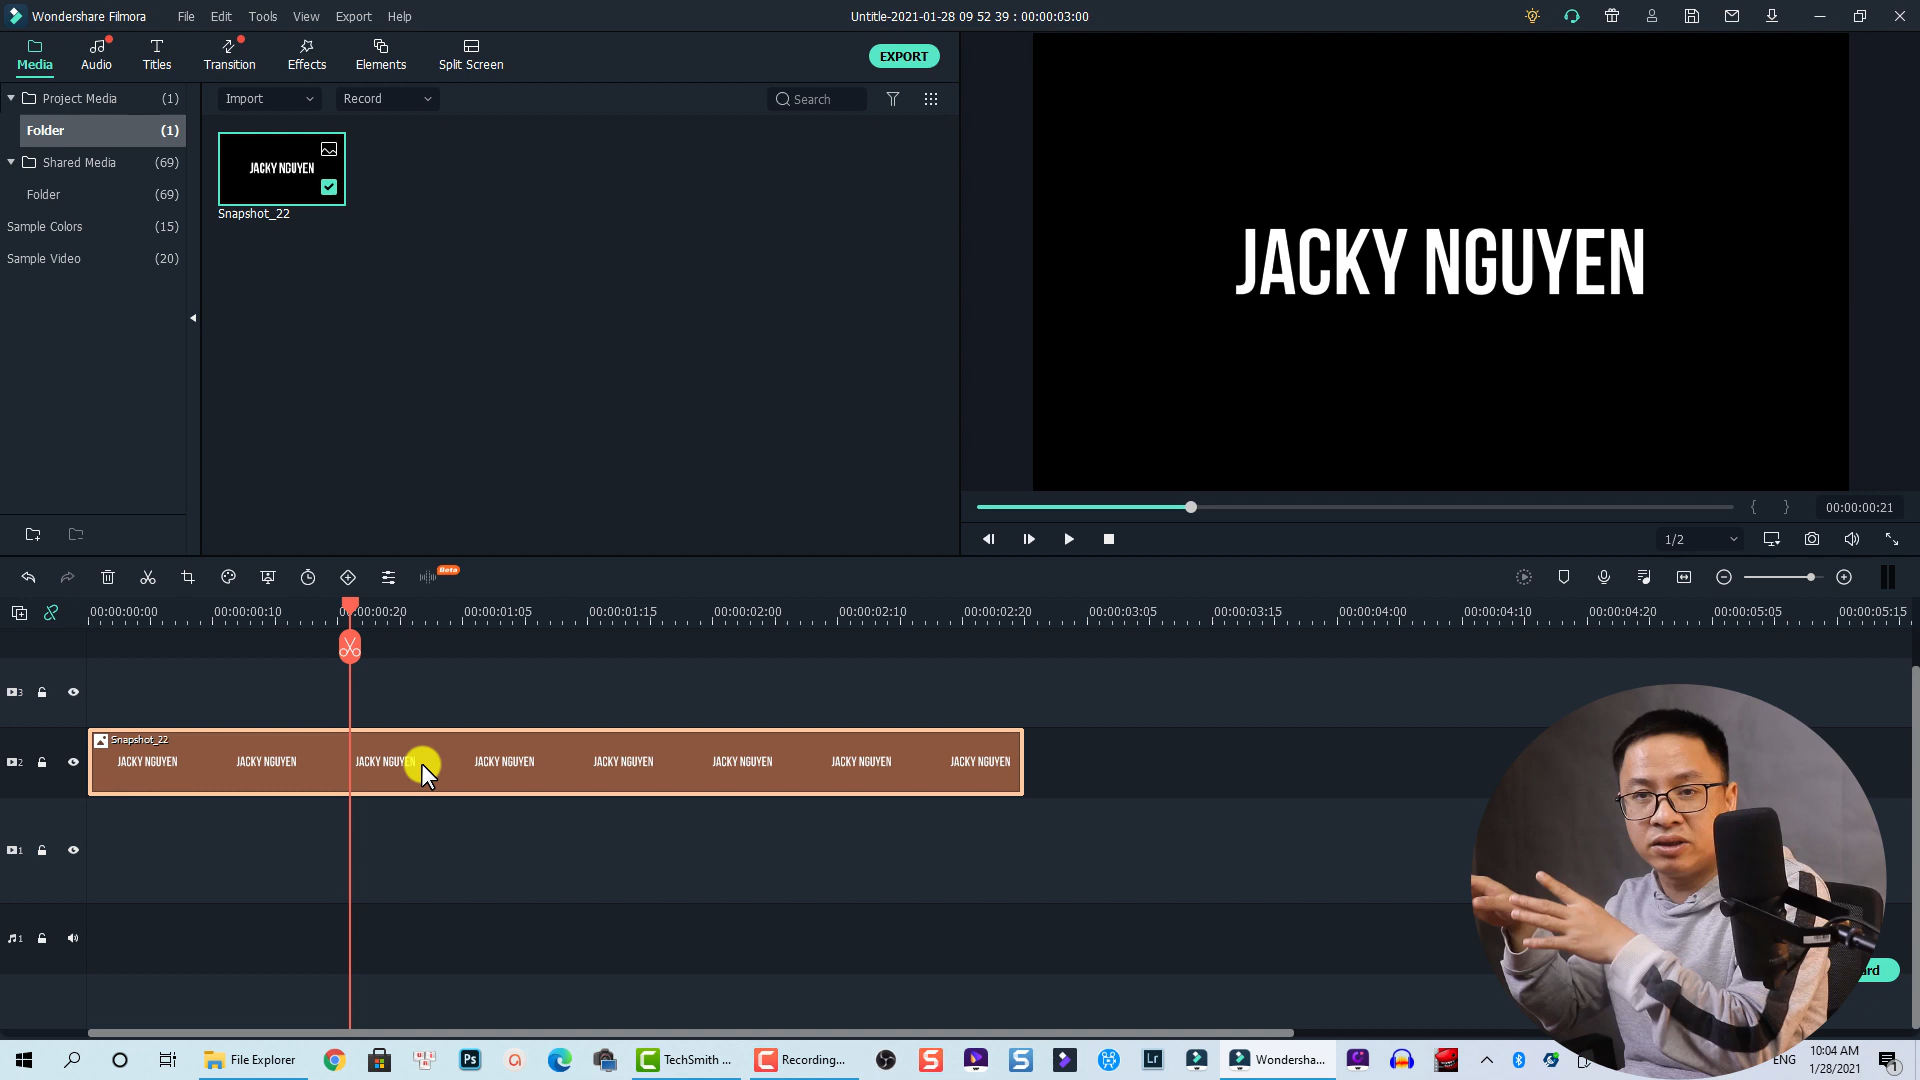 Wondershare Filmora File Edit Tools View Export Help Untitle-2021-01-28 09 52 39 : 00:00:03:00
Media Audio Titles Transition Effects Elements Split Screen EXPORT
Project Media (1) Import Record Search
Folder (1)
Shared Media (69)
Folder (69)
Sample Colors (15)
Sample Video (20)
JACKY NGUYEN
Snapshot_22
JACKY NGUYEN
00:00:00:21
1/2
Beta
00:00:00:00 00:00:00:10 00:00:00:20 00:00:01:05 00:00:01:15 00:00:02:00 00:00:02:10 00:00:02:20 00:00:03:05 00:00:03:15 00:00:04:00 00:00:04:10 00:00:04:20 00:00:05:05 00:00:05:15
3
Snapshot_22
2 JACKY NGUYEN JACKY NGUYEN JACKY NGUYEN JACKY NGUYEN JACKY NGUYEN JACKY NGUYEN JACKY NGUYEN JACKY NGUYEN
1
1
File Explorer Ps TechSmith ... Recording... S S Lr Wondersha... ENG 10:04 AM
1/28/2021 1